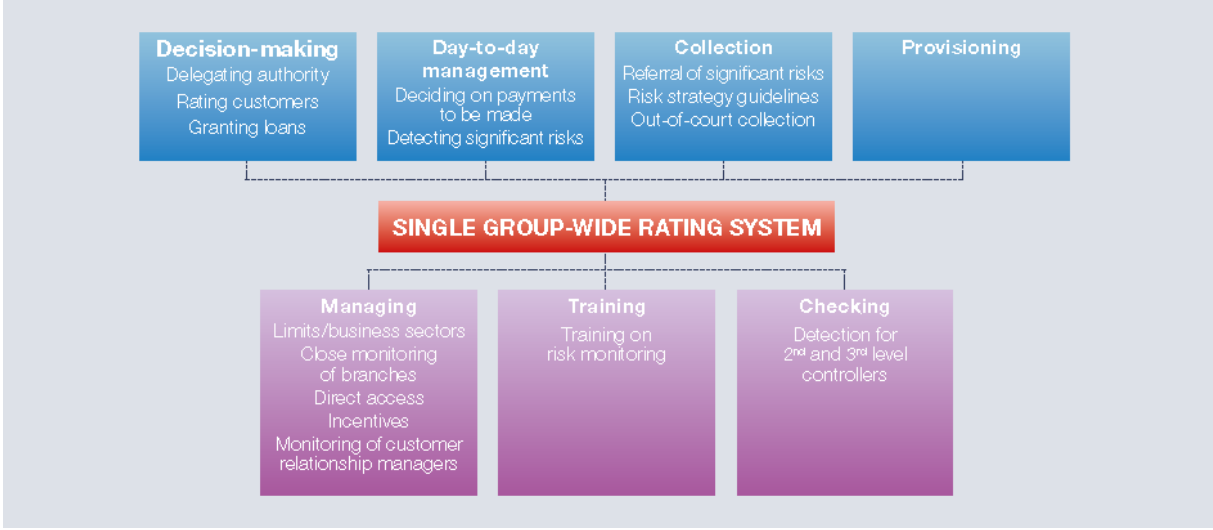 Decision-making
Delegating authority
Rating customers
Granting loans
Day-to-day
management
Deciding on payments
to be made
Detecting significant risks
Collection
Referral of significant risks
Risk strategy guidelines
Out-of-court collection
Provisioning
SINGLE GROUP-WIDE RATING SYSTEM
Managing
Limits/business sectors
Close monitoring
of branches
Direct access
Incentives
Monitoring of customer
relationship managers
Training
Training on
risk monitoring
Checking
Detection for
2nd and 3rd level
controllers